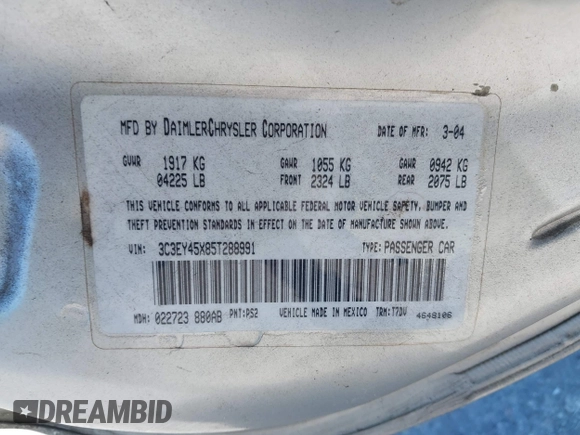 MFD BY DAIMLERCHRYSLER CORPORATION DATE OF MFR: 3-04
GVWR 1917 KG GAWR 1055 KG GAWR 0942 KG
04225 LB FRONT 2324 LB REAR 2075 LB
THIS VEHICLE CONFORMS TO ALL APPLICABLE FEDERAL MOTOR VEHICLE SAFETY, BUMPER AND
THEFT PREVENTION STANDARDS IN EFFECT ON THE DATE OF MANUFACTURE SHOWN ABOVE.
VIN: 3C3EY45X85T288991 TYPE: PASSENGER CAR
MDH: 022723 880AB PNT: PS2 VEHICLE MADE IN MEXICO TRM: T7DV 4648106
DREAMBID